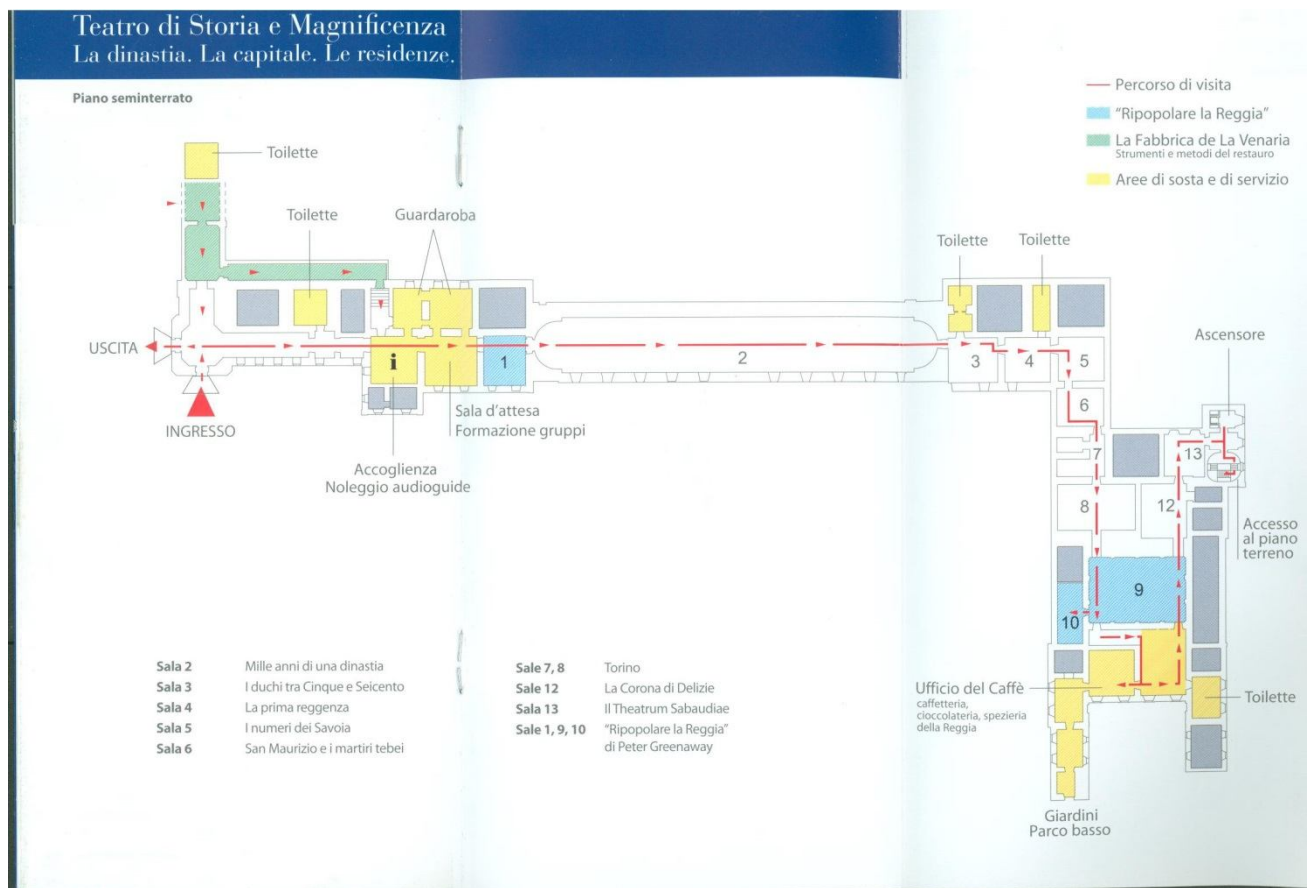 Teatro di Storia e Magnificenza
La dinastia. La capitale. Le residenze.
Piano seminterrato
Percorso di visita
"Ripopolare la Reggia"
La Fabbrica de La Venaria
Strumenti e metodi del restauro
Aree di sosta e di servizio
Toilette
Toilette
Guardaroba
Toilette
Toilette
Ascensore
USCITA
i
1
2
3
4
5
6
INGRESSO
Sala d'attesa
Formazione gruppi
Accoglienza
Noleggio audioguide
7
13
8
12
Accesso
al piano
terreno
9
10
Ufficio del Caffè
caffetteria,
cioccolateria, spezieria
della Reggia
Toilette
Giardini
Parco basso
Sala 2 Mille anni di una dinastia
Sala 3 I duchi tra Cinque e Seicento
Sala 4 La prima reggenza
Sala 5 I numeri dei Savoia
Sala 6 San Maurizio e i martiri tebei
Sale 7, 8 Torino
Sale 12 La Corona di Delizie
Sala 13 Il Theatrum Sabaudiae
Sale 1, 9, 10 "Ripopolare la Reggia"
di Peter Greenaway